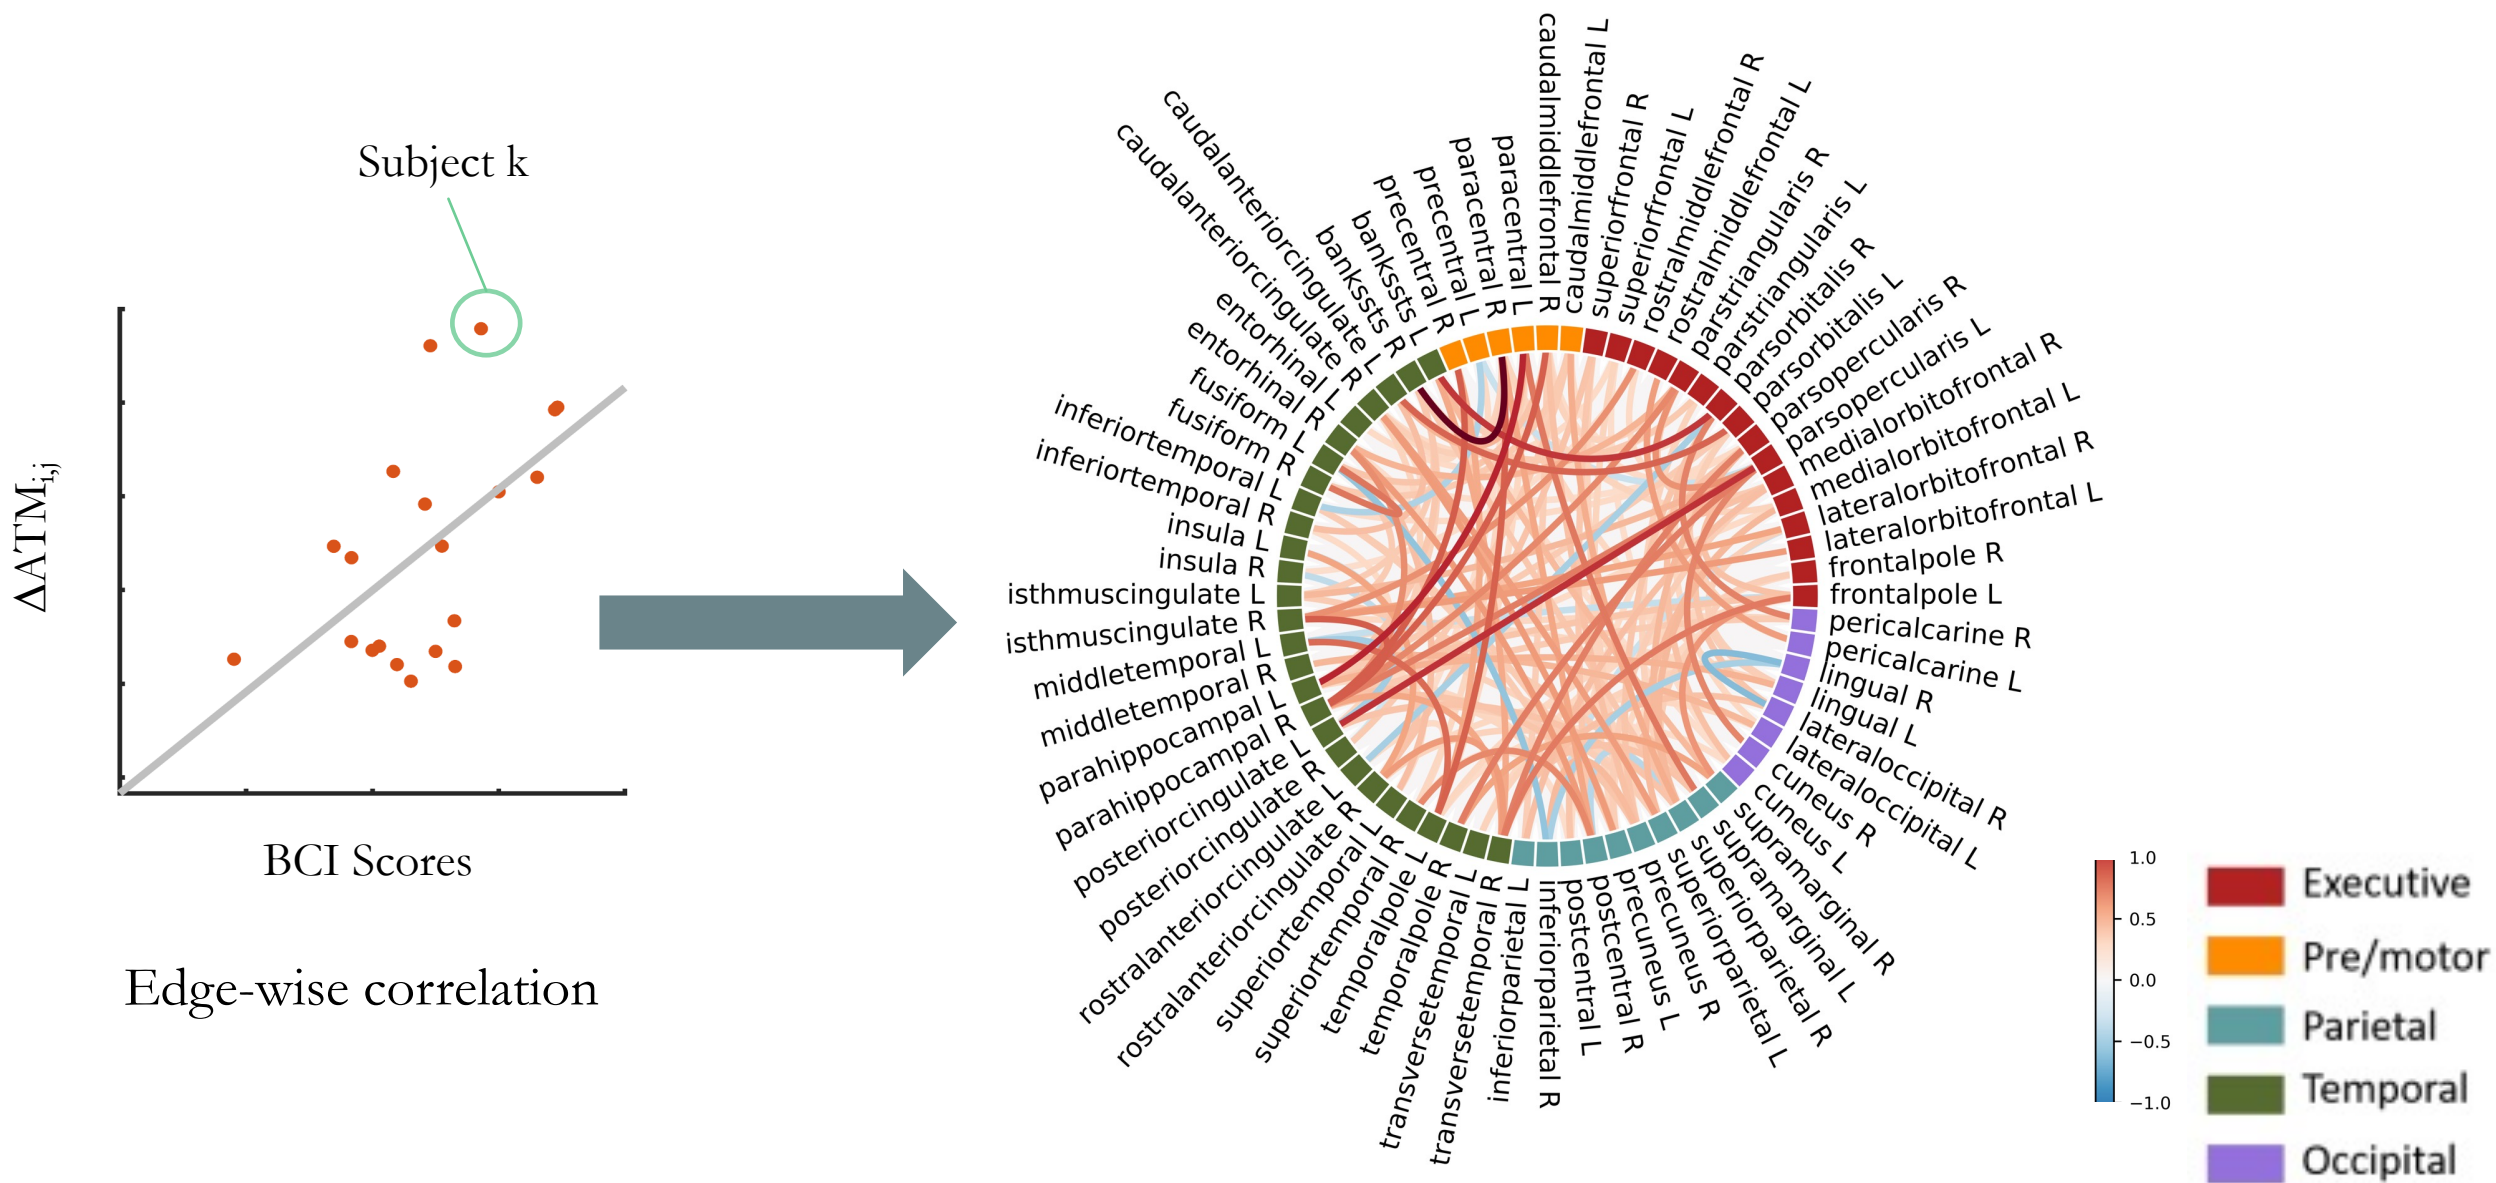 Subject k
ΔATMi,j
BCI Scores
Edge-wise correlation
caudalmiddlefrontal R
caudalmiddlefrontal L
superiorfrontal R
superiorfrontal L
rostralmiddlefrontal R
rostralmiddlefrontal L
parstriangularis R
parstriangularis L
parsorbitalis R
parsorbitalis L
parsopercularis R
parsopercularis L
medialorbitofrontal R
medialorbitofrontal L
lateralorbitofrontal R
lateralorbitofrontal L
frontalpole R
frontalpole L
pericalcarine R
pericalcarine L
lingual R
lingual L
lateraloccipital R
lateraloccipital L
cuneus R
cuneus L
supramarginal R
supramarginal L
superiorparietal R
superiorparietal L
precuneus R
precuneus L
postcentral R
postcentral L
inferiorparietal R
inferiorparietal L
transversetemporal R
transversetemporal L
temporalpole R
temporalpole L
superiortemporal R
superiortemporal L
rostralanteriorcingulate R
rostralanteriorcingulate L
posteriorcingulate R
posteriorcingulate L
parahippocampal R
parahippocampal L
middletemporal R
middletemporal L
isthmuscingulate R
isthmuscingulate L
insula R
insula L
inferiortemporal R
inferiortemporal L
fusiform R
fusiform L
entorhinal R
entorhinal L
caudalanteriorcingulate R
caudalanteriorcingulate L
bankssts R
bankssts L
precentral R
precentral L
paracentral R
paracentral L
1.0
0.5
0.0
−0.5
−1.0
Executive
Pre/motor
Parietal
Temporal
Occipital